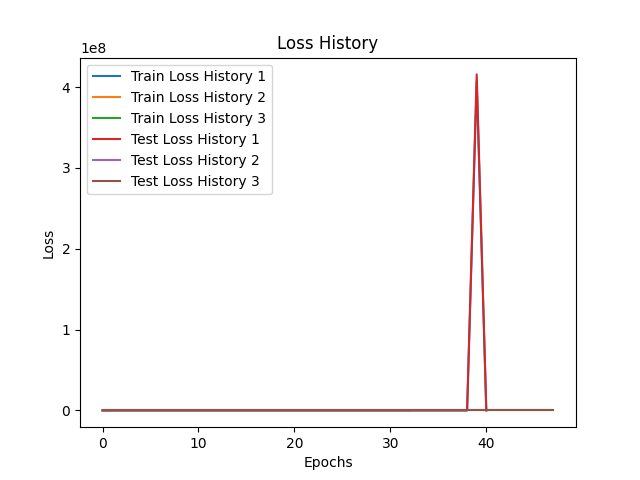 Loss History
1e8
Train Loss History 1
Train Loss History 2
Train Loss History 3
Test Loss History 1
Test Loss History 2
Test Loss History 3
4
3
2
1
0
Loss
0 10 20 30 40
Epochs